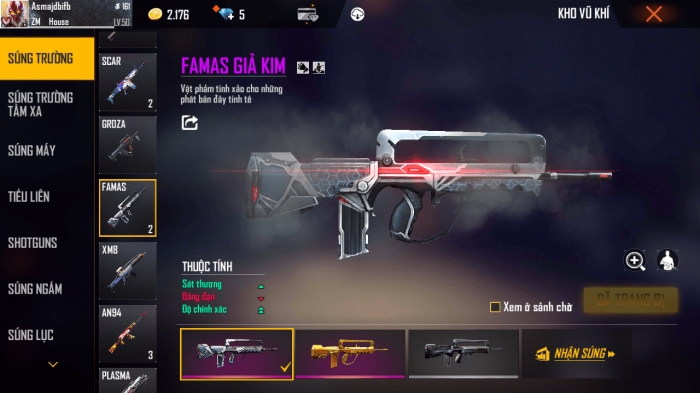 Asmajdbifb
# 161
ZM House
LV.50
2.176
5
KHO VŨ KHÍ
SÚNG TRƯỜNG
SÚNG TRƯỜNG
TẦM XA
SÚNG MÁY
TIỂU LIÊN
SHOTGUNS
SÚNG NGẮM
SÚNG LỤC
SCAR
2
GROZA
FAMAS
2
XM8
AN94
3
PLASMA
FAMAS GIẢ KIM
Vật phẩm tinh xảo cho những
phát bắn đầy tinh tế
THUỘC TÍNH
Sát thương
Băng đạn
Độ chính xác
Xem ở sảnh chờ
ĐÃ TRANG BỊ
NHẬN SÚNG